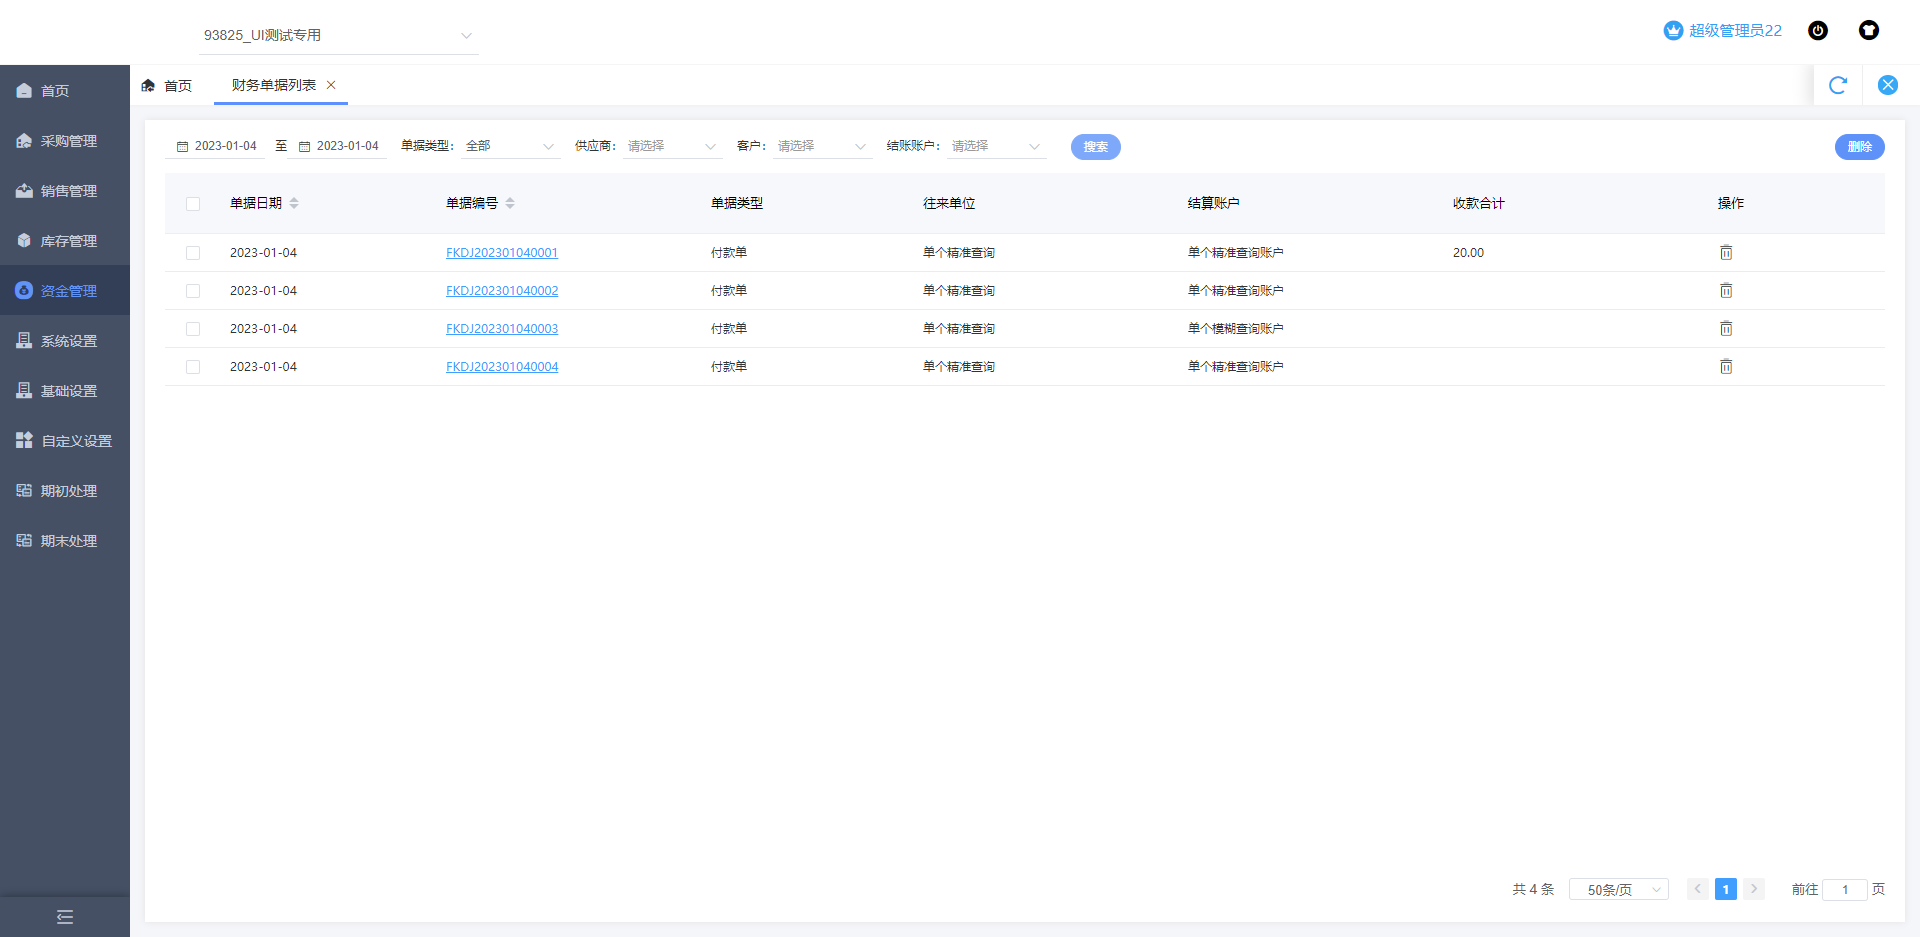 93825_UI测试专用
超级管理员22
首页
采购管理
销售管理
库存管理
资金管理
系统设置
基础设置
自定义设置
期初处理
期末处理
首页 财务单据列表
2023-01-04 至 2023-01-04 单据类型: 全部 供应商: 请选择 客户: 请选择 结账账户: 请选择 搜索 删除
单据日期 单据编号 单据类型 往来单位 结算账户 收款合计 操作
2023-01-04 FKDJ202301040001 付款单 单个精准查询 单个精准查询账户 20.00
2023-01-04 FKDJ202301040002 付款单 单个精准查询 单个精准查询账户
2023-01-04 FKDJ202301040003 付款单 单个精准查询 单个模糊查询账户
2023-01-04 FKDJ202301040004 付款单 单个精准查询 单个精准查询账户
共 4 条 50条/页 1 前往 1 页